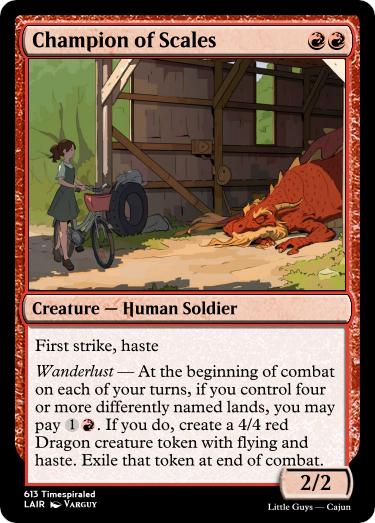 Champion of Scales
Creature — Human Soldier
First strike, haste
Wanderlust — At the beginning of combat
on each of your turns, if you control four
or more differently named lands, you may
pay 1 . If you do, create a 4/4 red
Dragon creature token with flying and
haste. Exile that token at end of combat.
2/2
613 Timespiraled
LAIR VARGUY
Little Guys — Cajun